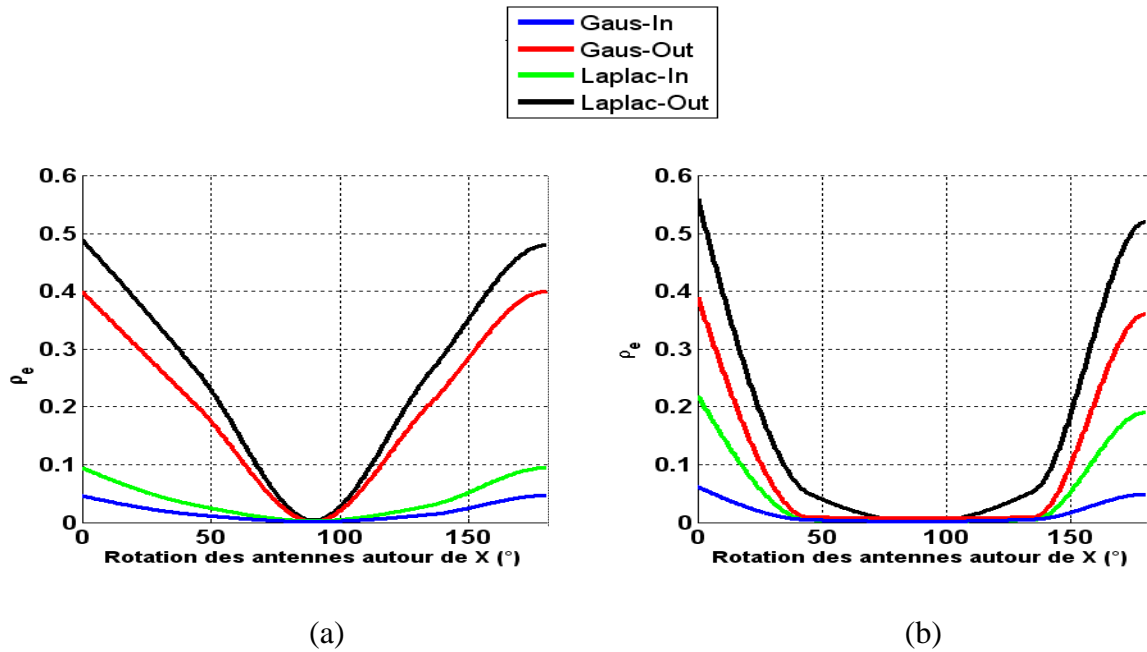 Gaus-In
Gaus-Out
Laplac-In
Laplac-Out
0.6
0.5
0.4
0.3
0.2
0.1
0
ρe
0 50 100 150
Rotation des antennes autour de X (°)
(a)
0.6
0.5
0.4
0.3
0.2
0.1
0
ρe
0 50 100 150
Rotation des antennes autour de X (°)
(b)